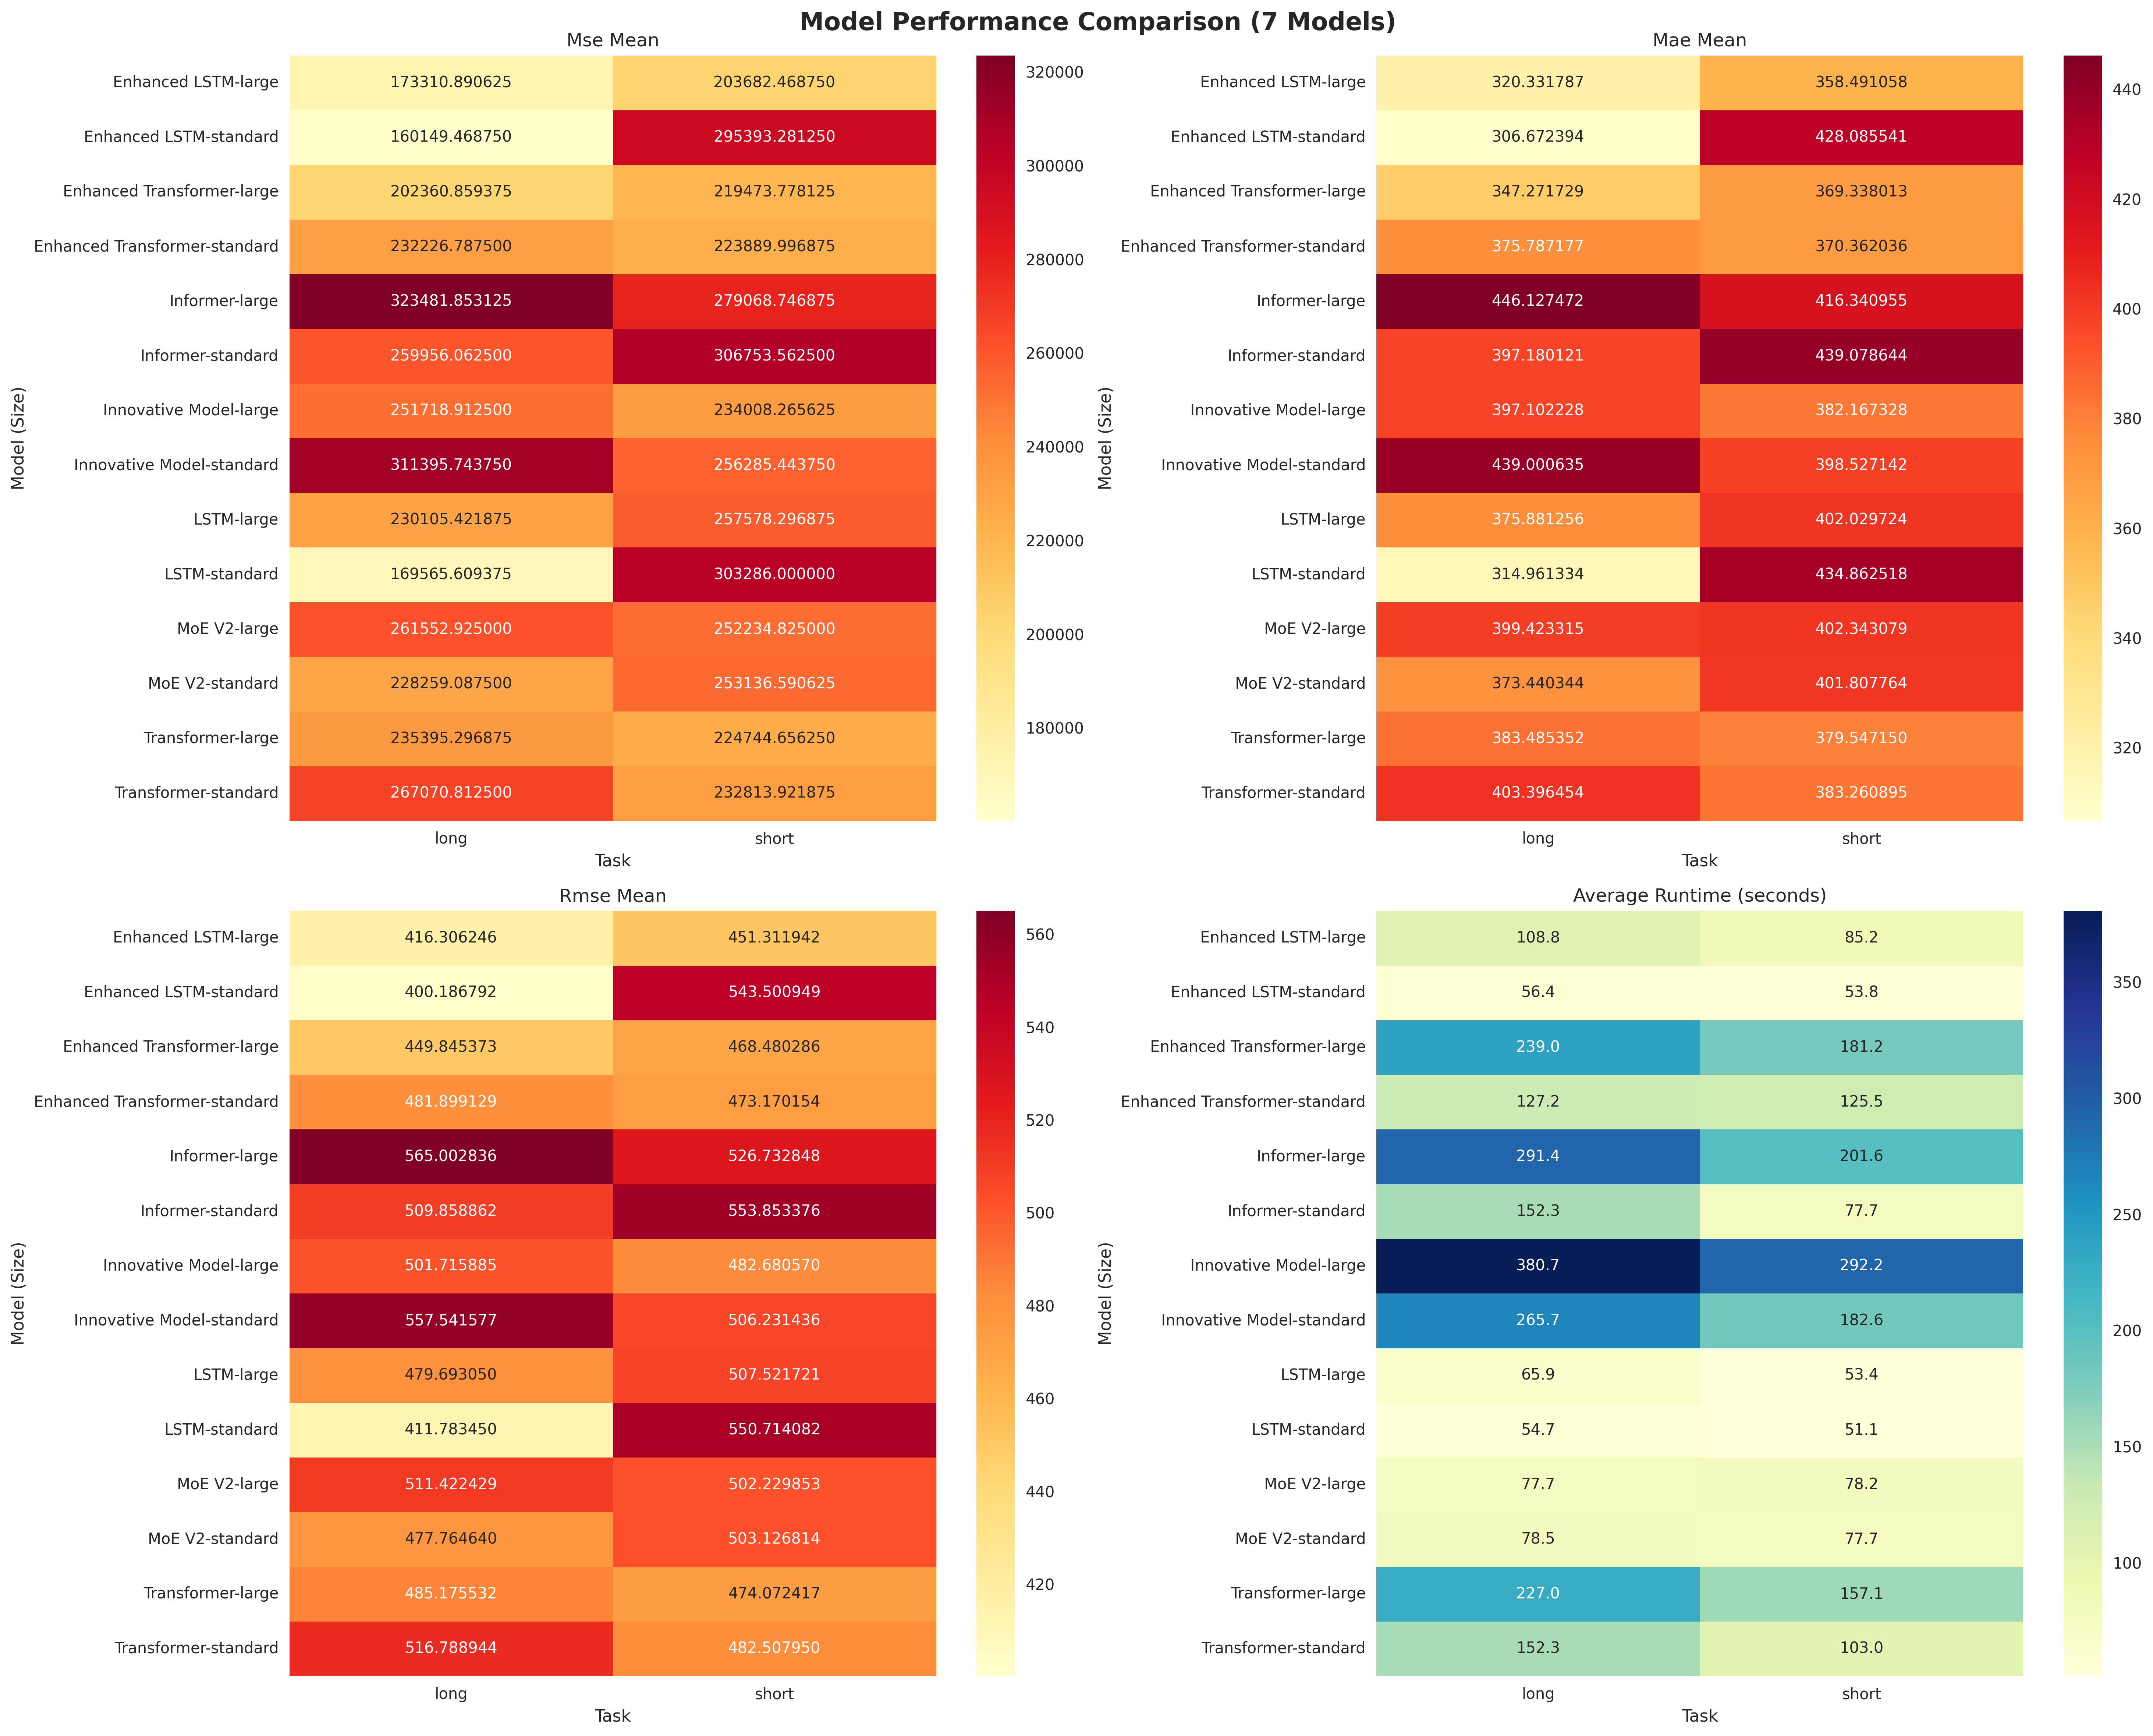 Model Performance Comparison (7 Models)
Mse Mean
Model (Size)
Enhanced LSTM-large 173310.890625 203682.468750
Enhanced LSTM-standard 160149.468750 295393.281250
Enhanced Transformer-large 202360.859375 219473.778125
Enhanced Transformer-standard 232226.787500 223889.996875
Informer-large 323481.853125 279068.746875
Informer-standard 259956.062500 306753.562500
Innovative Model-large 251718.912500 234008.265625
Innovative Model-standard 311395.743750 256285.443750
LSTM-large 230105.421875 257578.296875
LSTM-standard 169565.609375 303286.000000
MoE V2-large 261552.925000 252234.825000
MoE V2-standard 228259.087500 253136.590625
Transformer-large 235395.296875 224744.656250
Transformer-standard 267070.812500 232813.921875
long short
Task
320000
300000
280000
260000
240000
220000
200000
180000
Mae Mean
Model (Size)
Enhanced LSTM-large 320.331787 358.491058
Enhanced LSTM-standard 306.672394 428.085541
Enhanced Transformer-large 347.271729 369.338013
Enhanced Transformer-standard 375.787177 370.362036
Informer-large 446.127472 416.340955
Informer-standard 397.180121 439.078644
Innovative Model-large 397.102228 382.167328
Innovative Model-standard 439.000635 398.527142
LSTM-large 375.881256 402.029724
LSTM-standard 314.961334 434.862518
MoE V2-large 399.423315 402.343079
MoE V2-standard 373.440344 401.807764
Transformer-large 383.485352 379.547150
Transformer-standard 403.396454 383.260895
long short
Task
440
420
400
380
360
340
320
Rmse Mean
Model (Size)
Enhanced LSTM-large 416.306246 451.311942
Enhanced LSTM-standard 400.186792 543.500949
Enhanced Transformer-large 449.845373 468.480286
Enhanced Transformer-standard 481.899129 473.170154
Informer-large 565.002836 526.732848
Informer-standard 509.858862 553.853376
Innovative Model-large 501.715885 482.680570
Innovative Model-standard 557.541577 506.231436
LSTM-large 479.693050 507.521721
LSTM-standard 411.783450 550.714082
MoE V2-large 511.422429 502.229853
MoE V2-standard 477.764640 503.126814
Transformer-large 485.175532 474.072417
Transformer-standard 516.788944 482.507950
long short
Task
560
540
520
500
480
460
440
420
Average Runtime (seconds)
Model (Size)
Enhanced LSTM-large 108.8 85.2
Enhanced LSTM-standard 56.4 53.8
Enhanced Transformer-large 239.0 181.2
Enhanced Transformer-standard 127.2 125.5
Informer-large 291.4 201.6
Informer-standard 152.3 77.7
Innovative Model-large 380.7 292.2
Innovative Model-standard 265.7 182.6
LSTM-large 65.9 53.4
LSTM-standard 54.7 51.1
MoE V2-large 77.7 78.2
MoE V2-standard 78.5 77.7
Transformer-large 227.0 157.1
Transformer-standard 152.3 103.0
long short
Task
350
300
250
200
150
100